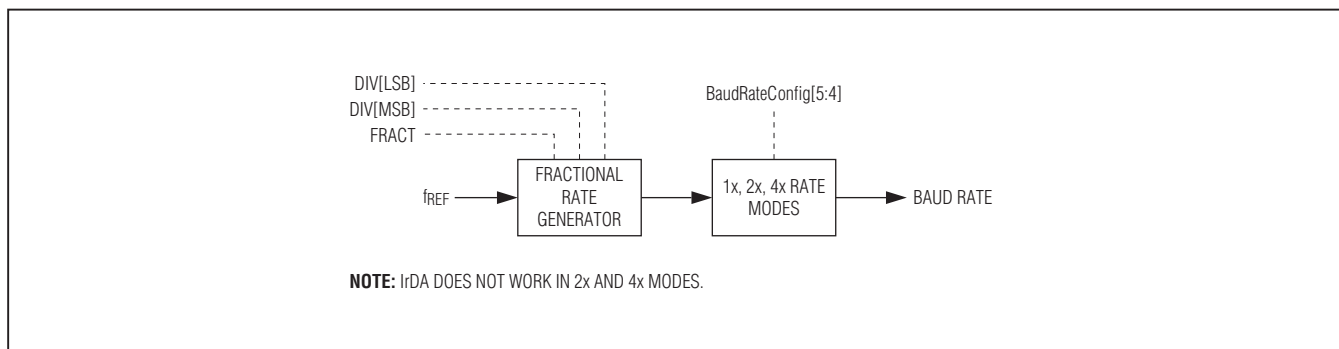 DIV[LSB]
DIV[MSB]
FRACT
BaudRateConfig[5:4]
fREF
FRACTIONAL
RATE
GENERATOR
1x, 2x, 4x RATE
MODES
BAUD RATE
NOTE: IrDA DOES NOT WORK IN 2x AND 4x MODES.